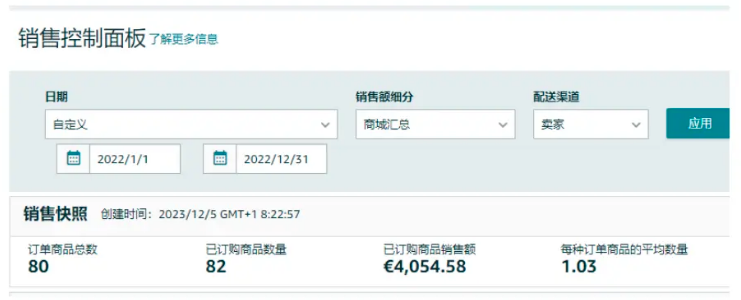 销售控制面板 了解更多信息
日期 销售额细分 配送渠道
自定义 商城汇总 卖家 应用
2022/1/1 2022/12/31
销售快照 创建时间：2023/12/5 GMT+1 8:22:57
订单商品总数 已订购商品数量 已订购商品销售额 每种订单商品的平均数量
80 82 €4,054.58 1.03